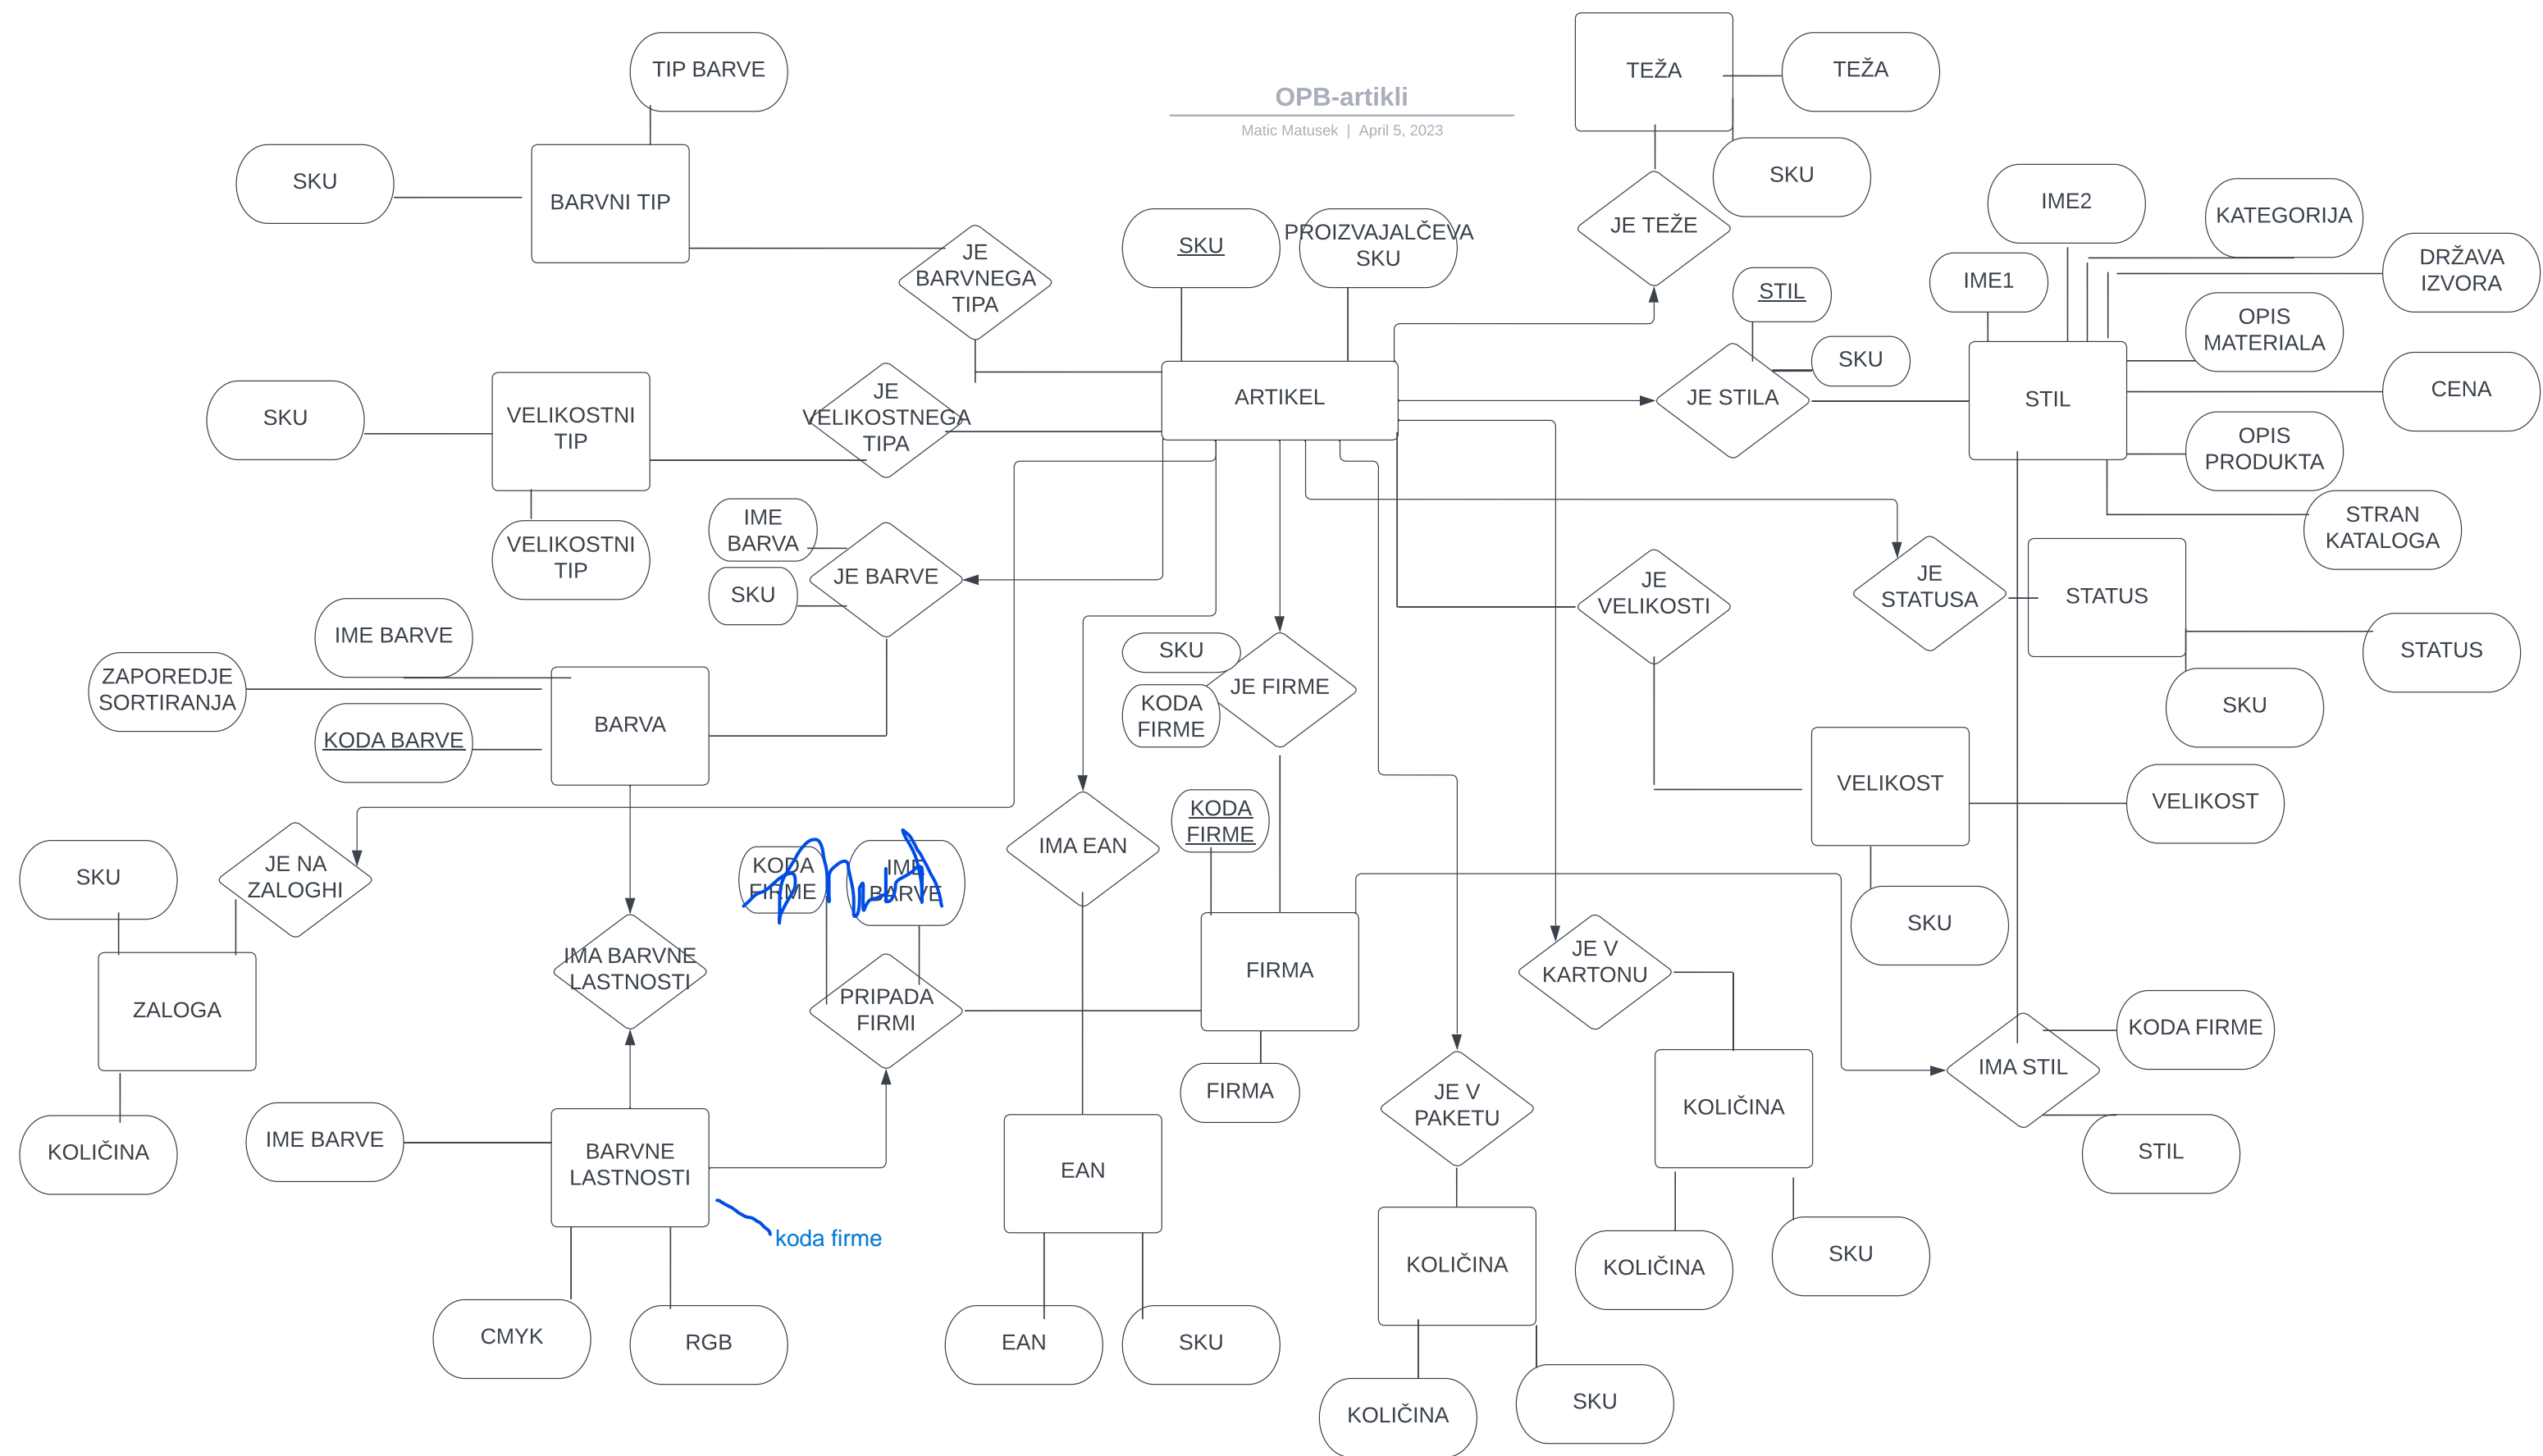 OPB-artikli
Matic Matusek | April 5, 2023
TIP BARVE
SKU
BARVNI TIP
JE
BARVNEGA
TIPA
SKU
PROIZVAJALČEVA
SKU
TEŽA
TEŽA
SKU
JE TEŽE
STIL
SKU
JE STILA
IME1
IME2
KATEGORIJA
DRŽAVA
IZVORA
OPIS
MATERIALA
CENA
STIL
OPIS
PRODUKTA
STRAN
KATALOGA
ARTIKEL
SKU
VELIKOSTNI
TIP
JE
VELIKOSTNEGA
TIPA
VELIKOSTNI
TIP
IME
BARVA
SKU
JE BARVE
JE
VELIKOSTI
JE
STATUSA
STATUS
STATUS
SKU
IME BARVE
ZAPOREDJE
SORTIRANJA
KODA BARVE
BARVA
SKU
KODA
FIRME
JE FIRME
VELIKOST
VELIKOST
SKU
SKU
JE NA
ZALOGHI
ZALOGA
KOLIČINA
KODA
FIRME
IME
BARVE
IMA EAN
KODA
FIRME
IMA BARVNE
LASTNOSTI
PRIPADA
FIRMI
FIRMA
FIRMA
JE V
KARTONU
KODA FIRME
IMA STIL
STIL
IME BARVE
BARVNE
LASTNOSTI
koda firme
CMYK
RGB
EAN
EAN
SKU
JE V
PAKETU
KOLIČINA
KOLIČINA
SKU
KOLIČINA
KOLIČINA
SKU